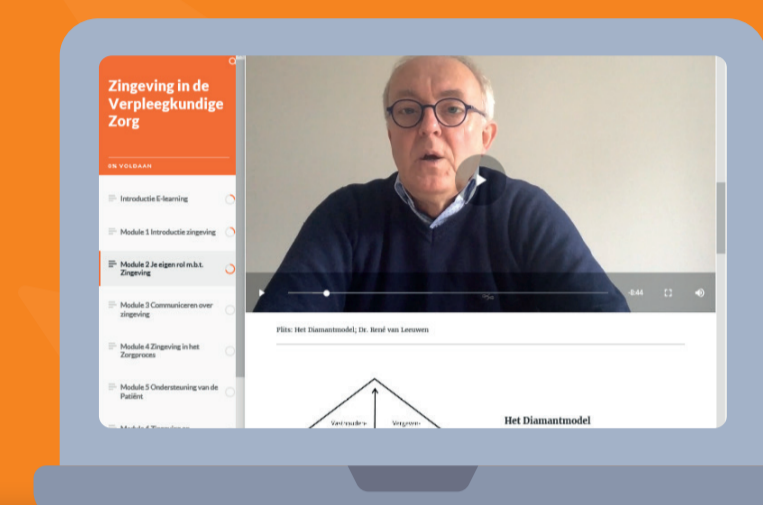 Zingeving in de
Verpleegkundige
Zorg
0% VOLDAAN
Introductie E-learning
Module 1 Introductie zingeving
Module 2 Je eigen rol m.b.t.
Zingeving
Module 3 Communiceren over
zingeving
Module 4 Zingeving in het
Zorgproces
Module 5 Ondersteuning van de
Patiënt
-8:44
Plits: Het Diamantmodel; Dr. René van Leeuwen
Vergeven-
Het Diamantmodel